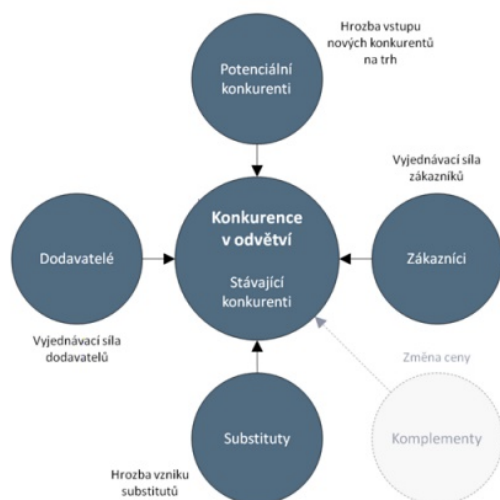 Hrozba vstupu
nových konkurentů
na trh
Potenciální
konkurenti
Vyjednávací síla
zákazníků
Konkurence
v odvětví
Stávající
konkurenti
Dodavatelé
Zákazníci
Vyjednávací síla
dodavatelů
Změna ceny
Substituty
Komplementy
Hrozba vzniku
substitutů